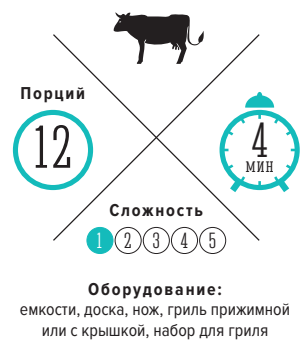 Порций
12
4
МИН
Сложность
1 2 3 4 5
Оборудование:
емкости, доска, нож, гриль прижимной
или с крышкой, набор для гриля